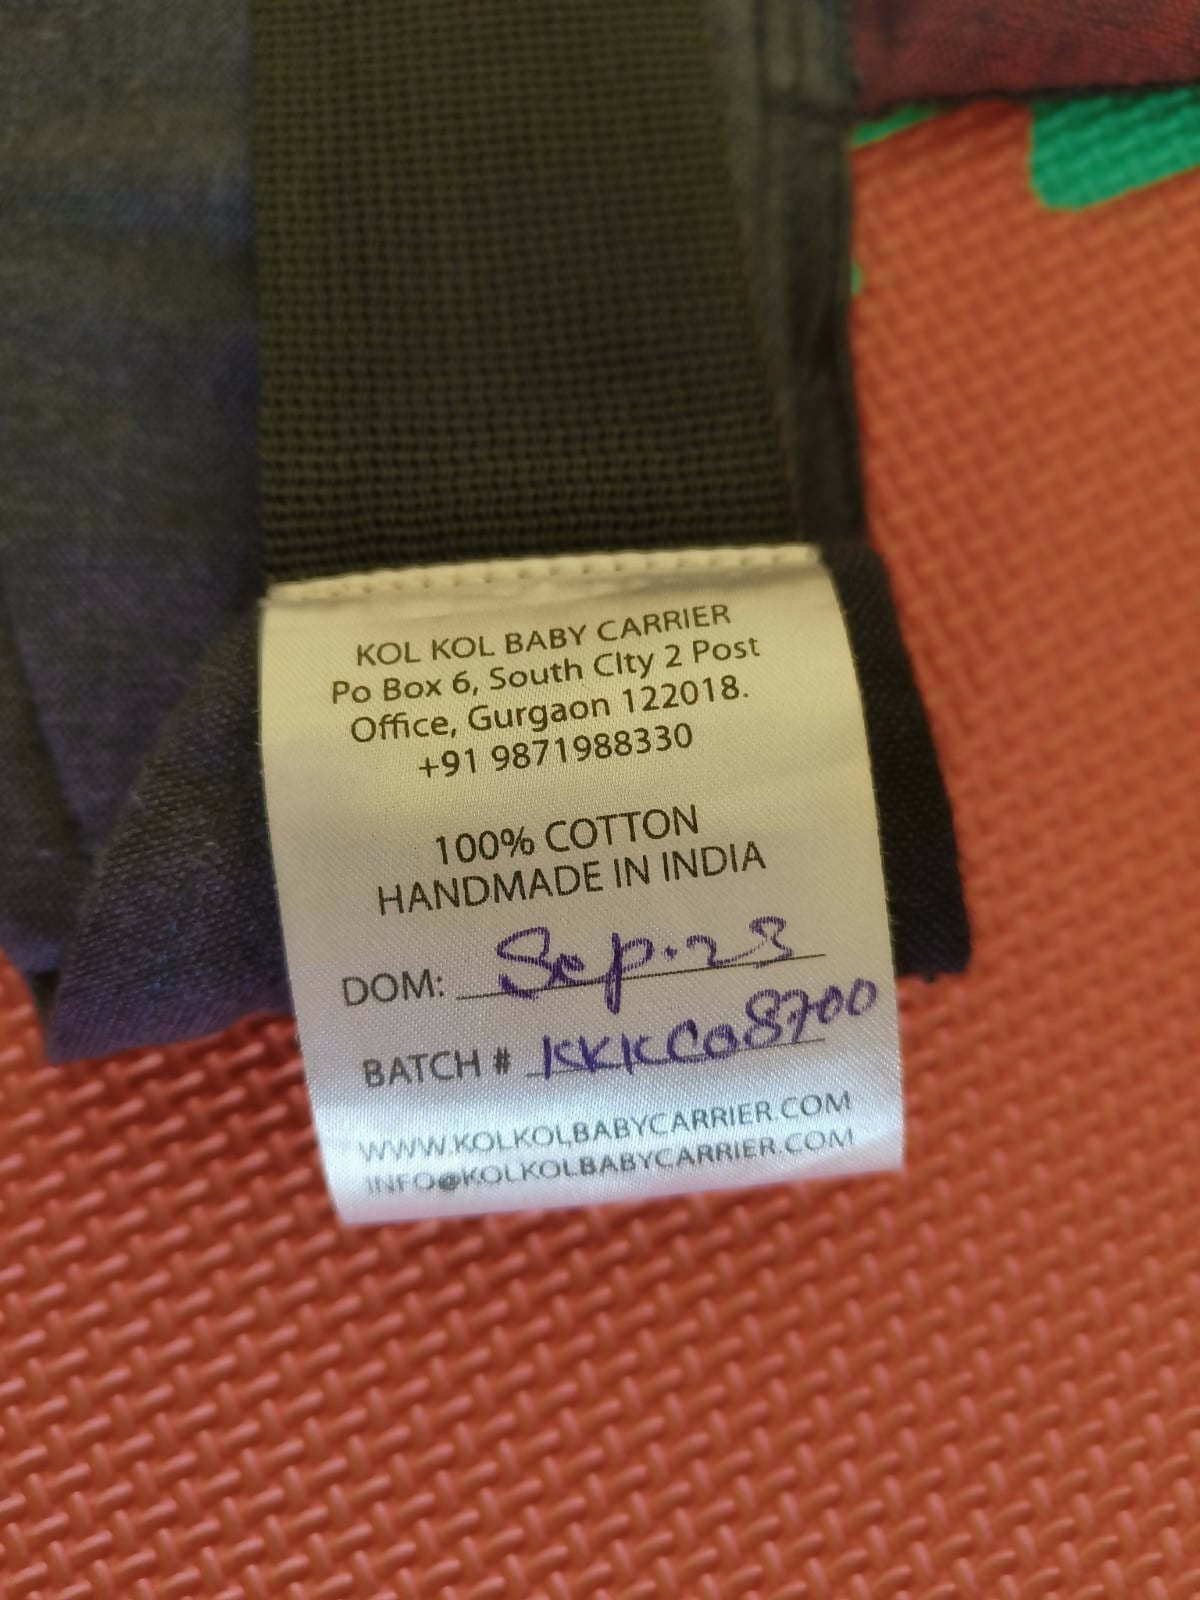 KOL KOL BABY CARRIER
Po Box 6, South CIty 2 Post
Office, Gurgaon 122018.
+91 9871988330
100% COTTON
HANDMADE IN INDIA
DOM: Sep.23
BATCH # KKKC08700
WWW.KOLKOLBABYCARRIER.COM
INFO@KOLKOLBABYCARRIER.COM